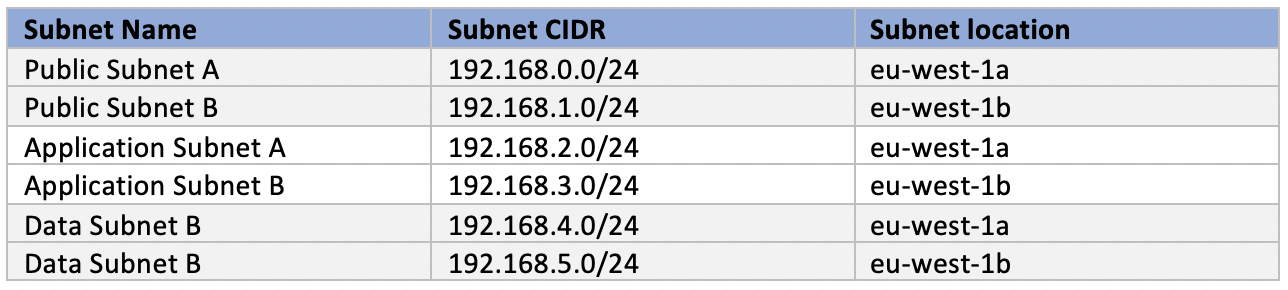 Subnet Name Subnet CIDR Subnet location
Public Subnet A 192.168.0.0/24 eu-west-1a
Public Subnet B 192.168.1.0/24 eu-west-1b
Application Subnet A 192.168.2.0/24 eu-west-1a
Application Subnet B 192.168.3.0/24 eu-west-1b
Data Subnet B 192.168.4.0/24 eu-west-1a
Data Subnet B 192.168.5.0/24 eu-west-1b